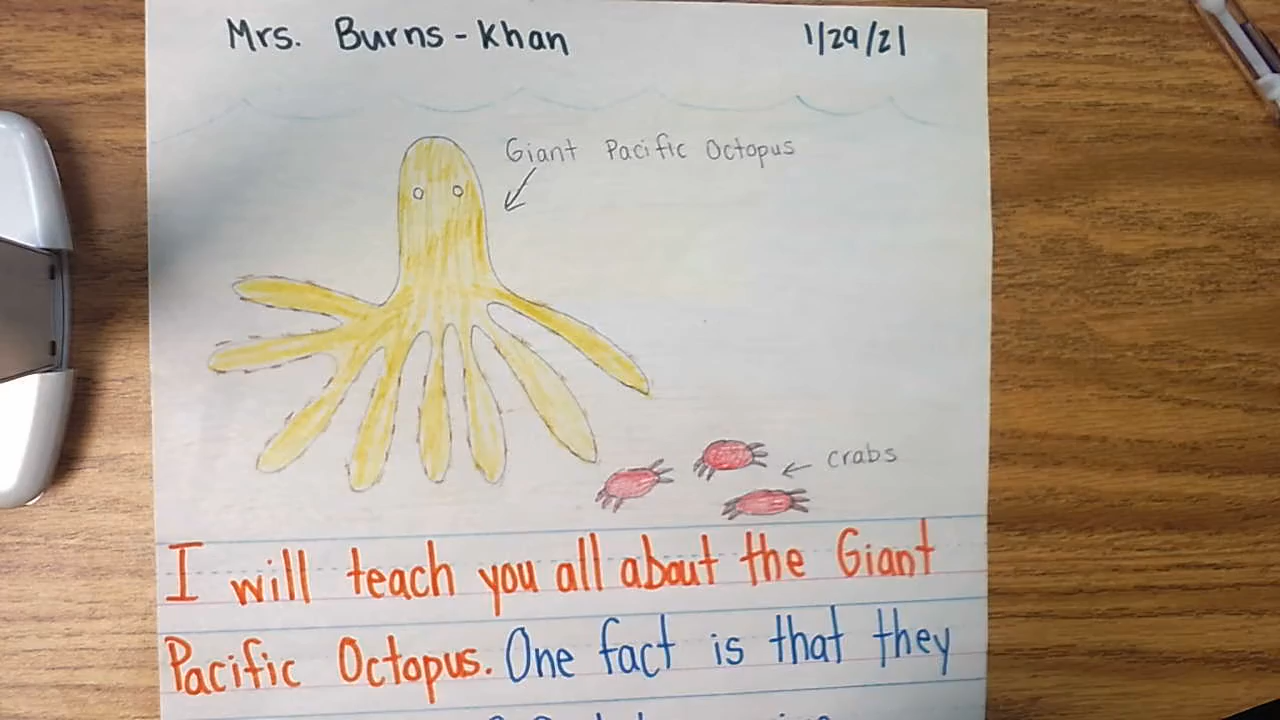 Mrs. Burns-Khan 1/29/21
Giant Pacific Octopus
crabs
I will teach you all about the Giant
Pacific Octopus. One fact is that they